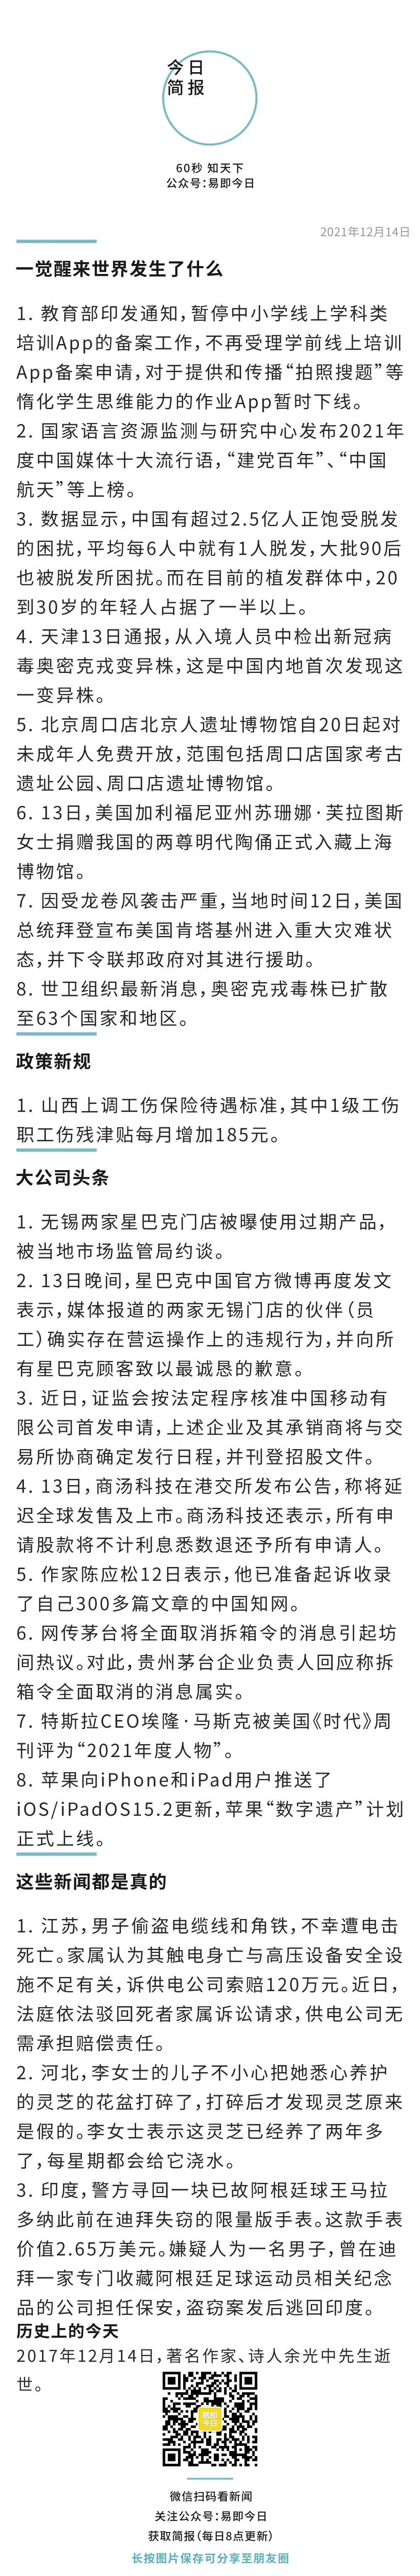 今日
简报
60秒 知天下
公众号:易即今日
2021年12月14日
一觉醒来世界发生了什么
1. 教育部印发通知,暂停中小学线上学科类
培训App的备案工作,不再受理学前线上培训
App备案申请,对于提供和传播“拍照搜题”等
惰化学生思维能力的作业App暂时下线。
2. 国家语言资源监测与研究中心发布2021年
度中国媒体十大流行语,“建党百年”、“中国
航天”等上榜。
3. 数据显示,中国有超过2.5亿人正饱受脱发
的困扰,平均每6人中就有1人脱发,大批90后
也被脱发所困扰。而在目前的植发群体中,20
到30岁的年轻人占据了一半以上。
4. 天津13日通报,从入境人员中检出新冠病
毒奥密克戎变异株,这是中国内地首次发现这
一变异株。
5. 北京周口店北京人遗址博物馆自20日起对
未成年人免费开放,范围包括周口店国家考古
遗址公园、周口店遗址博物馆。
6. 13日,美国加利福尼亚州苏珊娜·芙拉图斯
女士捐赠我国的两尊明代陶俑正式入藏上海
博物馆。
7. 因受龙卷风袭击严重,当地时间12日,美国
总统拜登宣布美国肯塔基州进入重大灾难状
态,并下令联邦政府对其进行援助。
8. 世卫组织最新消息,奥密克戎毒株已扩散
至63个国家和地区。
政策新规
1. 山西上调工伤保险待遇标准,其中1级工伤
职工伤残津贴每月增加185元。
大公司头条
1. 无锡两家星巴克门店被曝使用过期产品,
被当地市场监管局约谈。
2. 13日晚间,星巴克中国官方微博再度发文
表示,媒体报道的两家无锡门店的伙伴(员
工)确实存在营运操作上的违规行为,并向所
有星巴克顾客致以最诚恳的歉意。
3. 近日,证监会按法定程序核准中国移动有
限公司首发申请,上述企业及其承销商将与交
易所协商确定发行日程,并刊登招股文件。
4. 13日,商汤科技在港交所发布公告,称将延
迟全球发售及上市。商汤科技还表示,所有申
请股款将不计利息悉数退还予所有申请人。
5. 作家陈应松12日表示,他已准备起诉收录
了自己300多篇文章的中国知网。
6. 网传茅台将全面取消拆箱令的消息引起坊
间热议。对此,贵州茅台企业负责人回应称拆
箱令全面取消的消息属实。
7. 特斯拉CEO埃隆·马斯克被美国《时代》周
刊评为“2021年度人物”。
8. 苹果向iPhone和iPad用户推送了
iOS/iPadOS15.2更新,苹果“数字遗产”计划
正式上线。
这些新闻都是真的
1. 江苏,男子偷盗电缆线和角铁,不幸遭电击
死亡。家属认为其触电身亡与高压设备安全设
施不足有关,诉供电公司索赔120万元。近日,
法庭依法驳回死者家属诉讼请求,供电公司无
需承担赔偿责任。
2. 河北,李女士的儿子不小心把她悉心养护
的灵芝的花盆打碎了,打碎后才发现灵芝原来
是假的。李女士表示这灵芝已经养了两年多
了,每星期都会给它浇水。
3. 印度,警方寻回一块已故阿根廷球王马拉
多纳此前在迪拜失窃的限量版手表。这款手表
价值2.65万美元。嫌疑人为一名男子,曾在迪
拜一家专门收藏阿根廷足球运动员相关纪念
品的公司担任保安,盗窃案发后逃回印度。
历史上的今天
2017年12月14日,著名作家、诗人余光中先生逝
世。
易即
今日
微信扫码看新闻
关注公众号:易即今日
获取简报(每日8点更新)
长按图片保存可分享至朋友圈